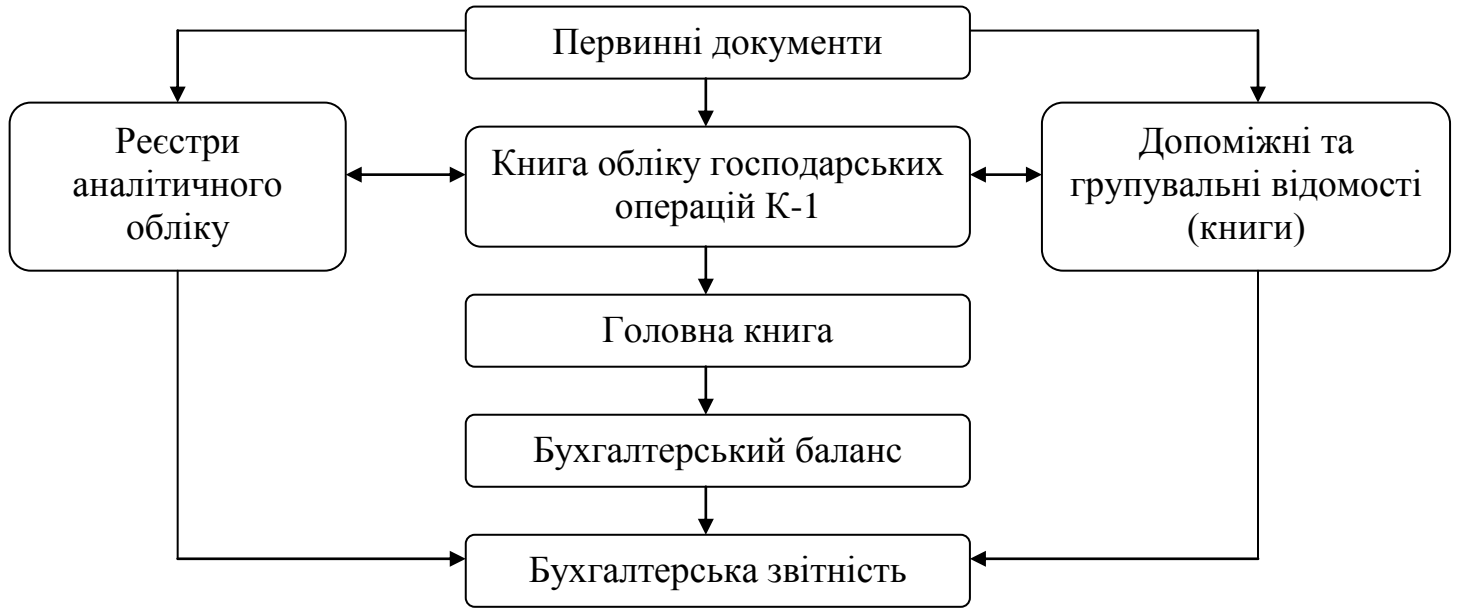 Первинні документи
Реєстри
аналітичного
обліку
Книга обліку господарських
операцій К-1
Допоміжні та
групувальні відомості
(книги)
Головна книга
Бухгалтерський баланс
Бухгалтерська звітність